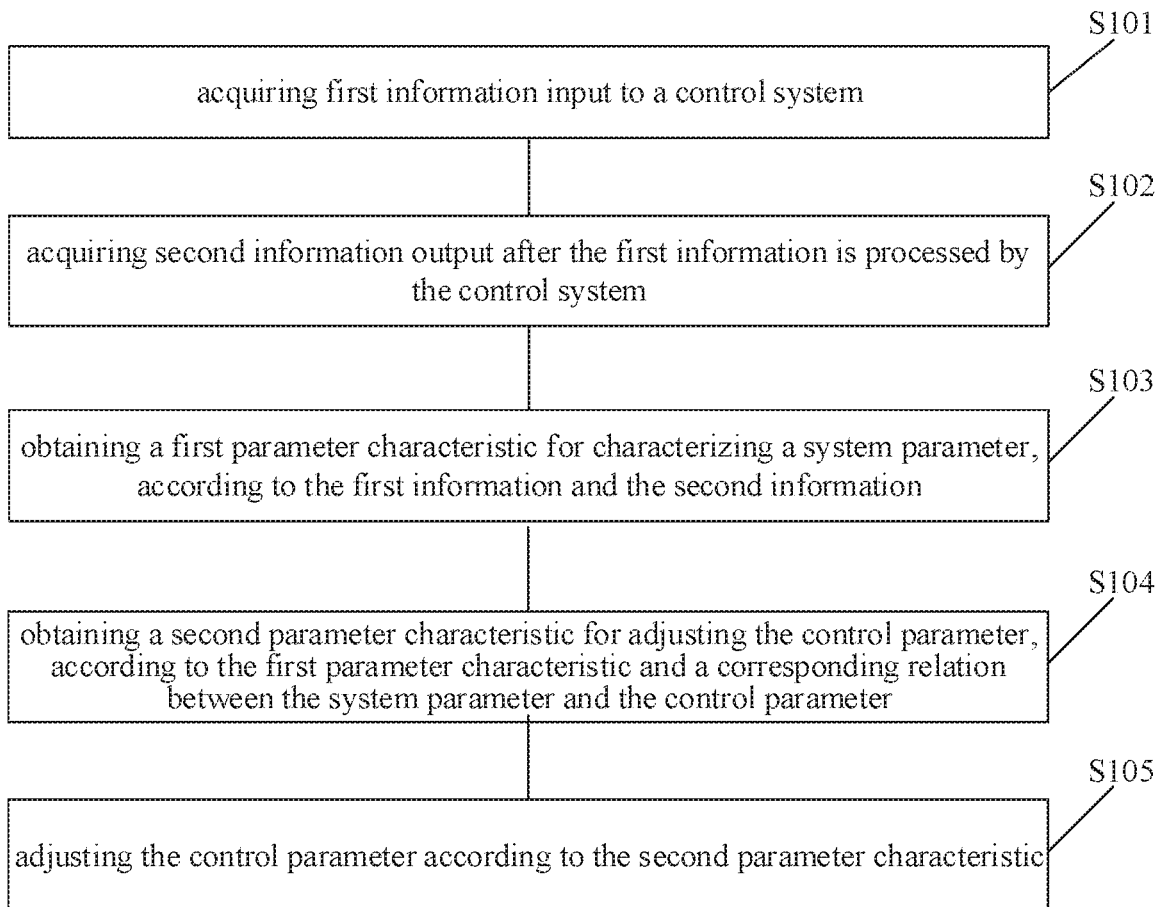 S101
acquiring first information input to a control system
S102
acquiring second information output after the first information is processed by
the control system
S103
obtaining a first parameter characteristic for characterizing a system parameter,
according to the first information and the second information
S104
obtaining a second parameter characteristic for adjusting the control parameter,
according to the first parameter characteristic and a corresponding relation
between the system parameter and the control parameter
S105
adjusting the control parameter according to the second parameter characteristic